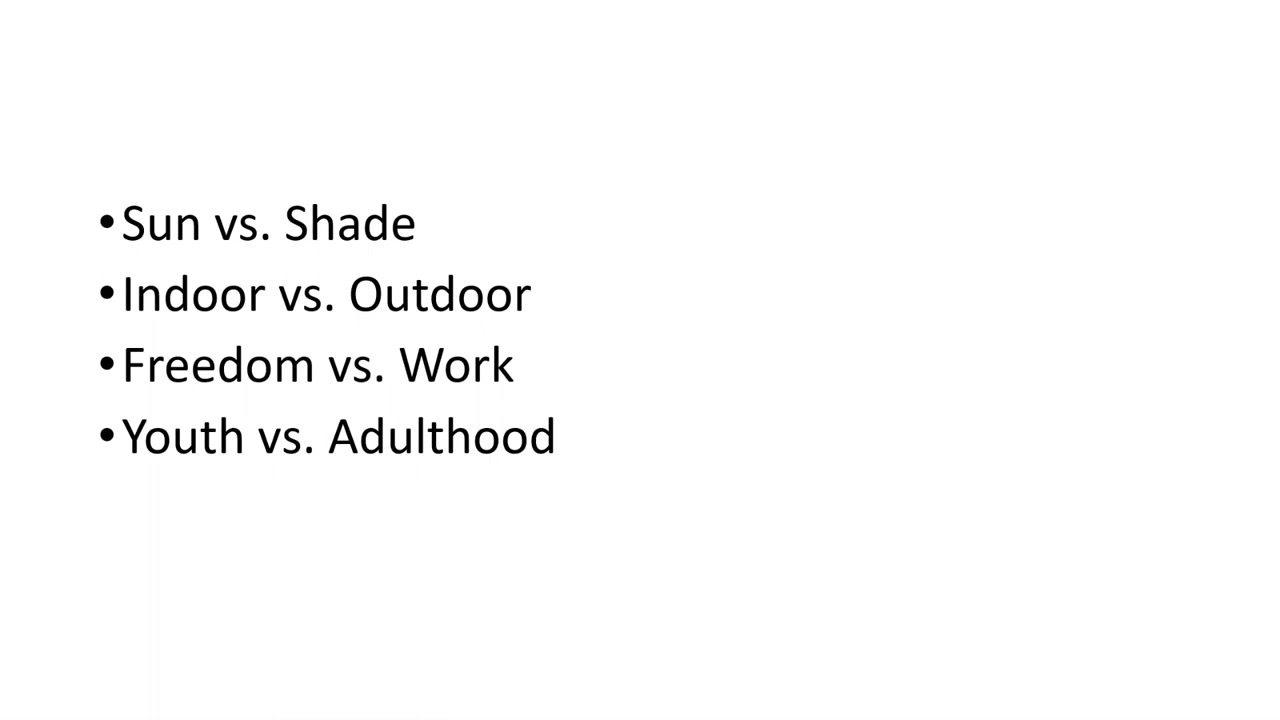 •Sun vs. Shade
•Indoor vs. Outdoor
•Freedom vs. Work
•Youth vs. Adulthood